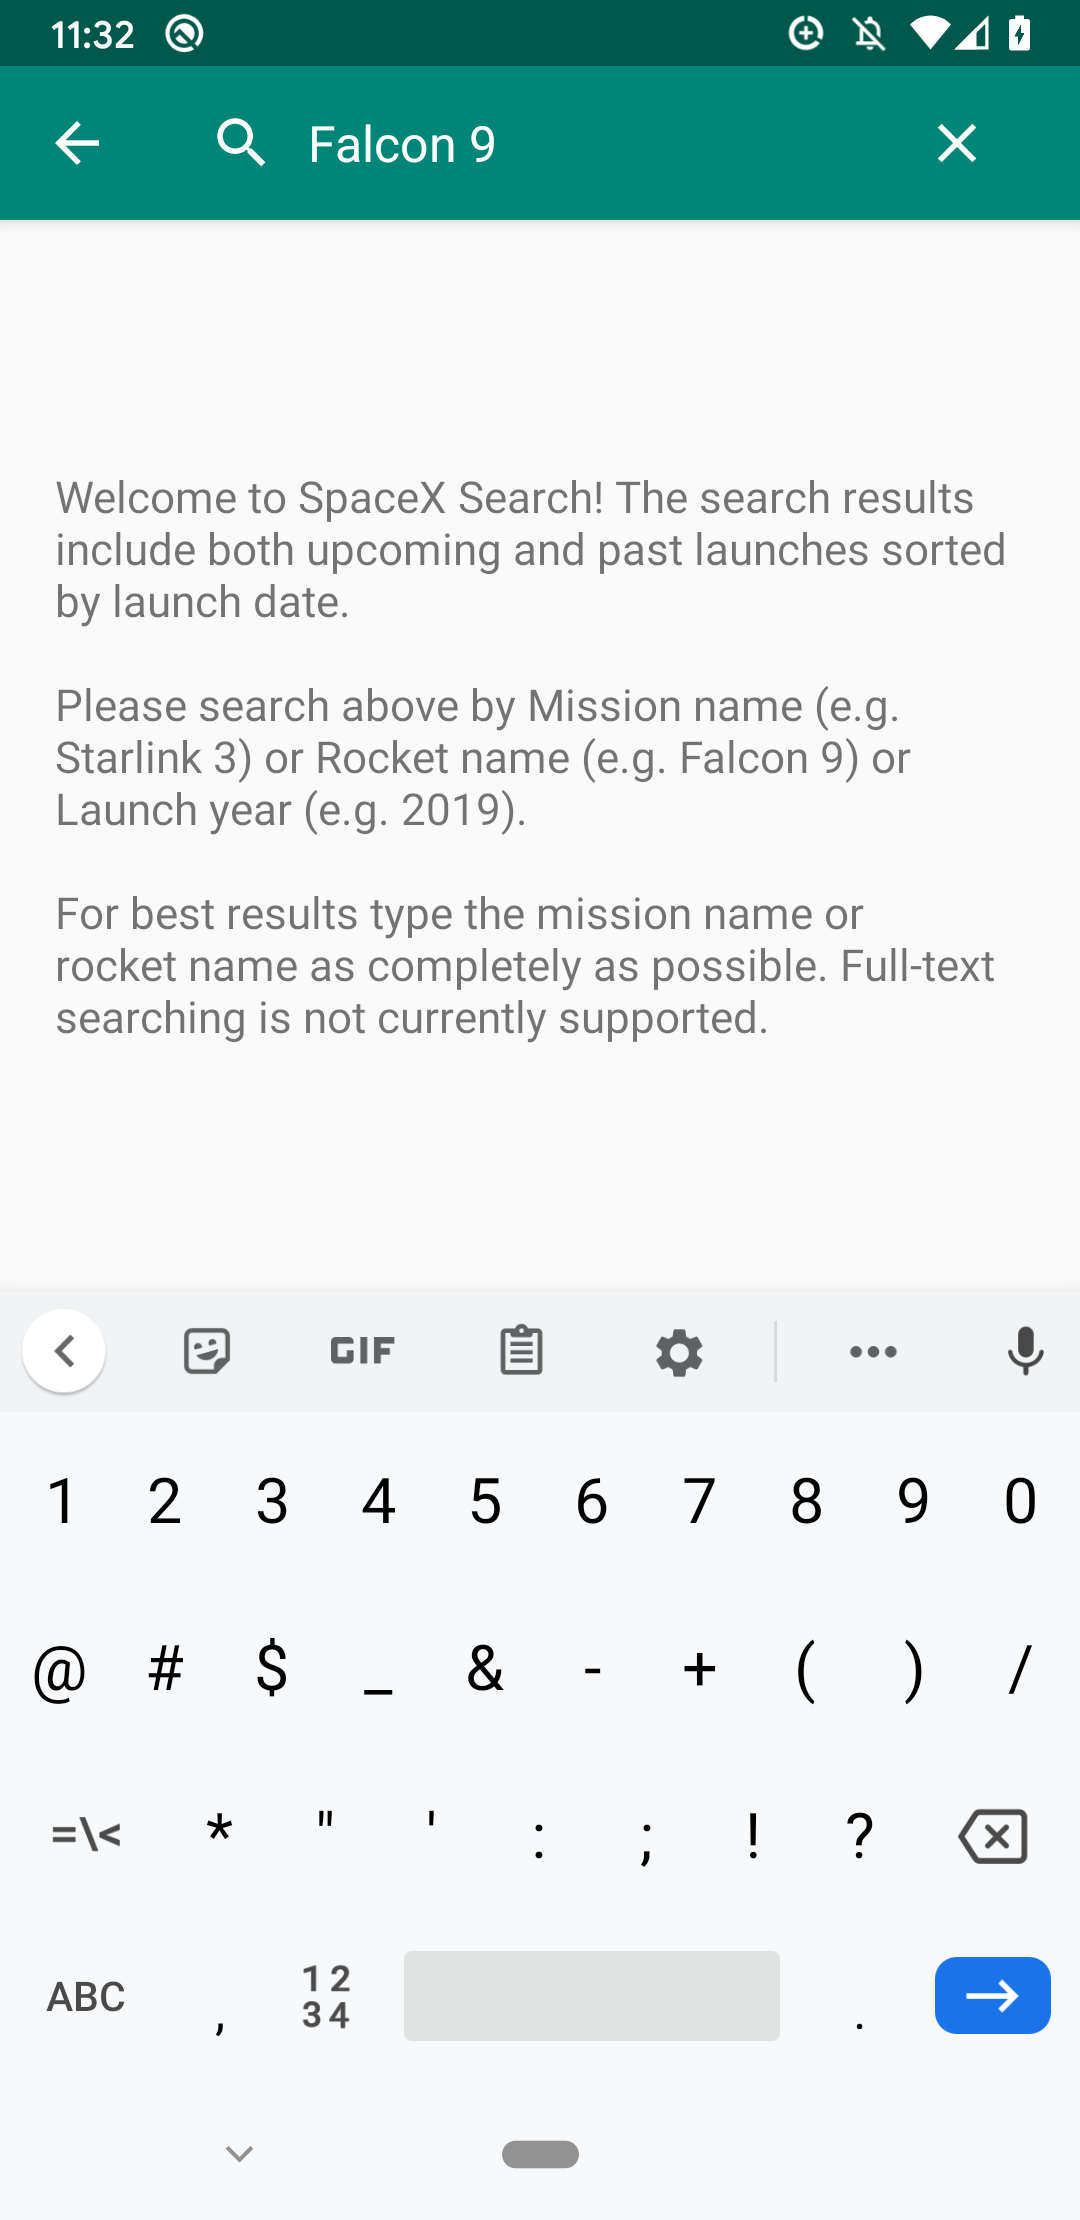 11:32
Falcon 9
Welcome to SpaceX Search! The search results
include both upcoming and past launches sorted
by launch date.
Please search above by Mission name (e.g.
Starlink 3) or Rocket name (e.g. Falcon 9) or
Launch year (e.g. 2019).
For best results type the mission name or
rocket name as completely as possible. Full-text
searching is not currently supported.
GIF
1 2 3 4 5 6 7 8 9 0
@ # $ _ & - + ( ) /
=\< * " ' : ; ! ?
ABC , 12 34 .